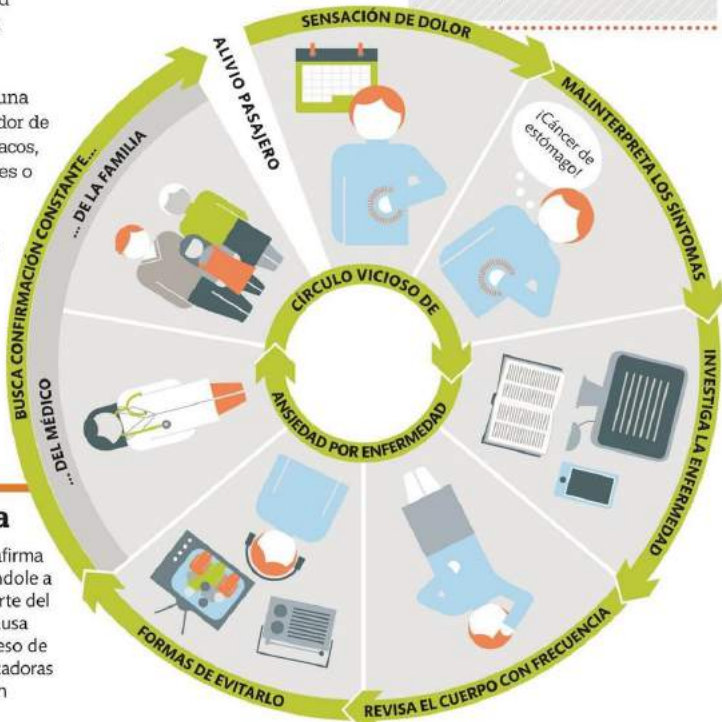 una
dor de
acos,
es o
SENSACIÓN DE DOLOR
MALINTERPRETA LOS SÍNTOMAS
¡Cáncer de
estómago!
INVESTIGA LA ENFERMEDAD
REVISA EL CUERPO CON FRECUENCIA
FORMAS DE EVITARLO
BUSCA CONFIRMACIÓN CONSTANTE...
...DEL MÉDICO
... DE LA FAMILIA
ALIVIO PASAJERO
CÍRCULO VICIOSO DE
ANSIEDAD POR ENFERMEDAD
a
afirma
ndole a
rte del
usa
eso de
adoras
n